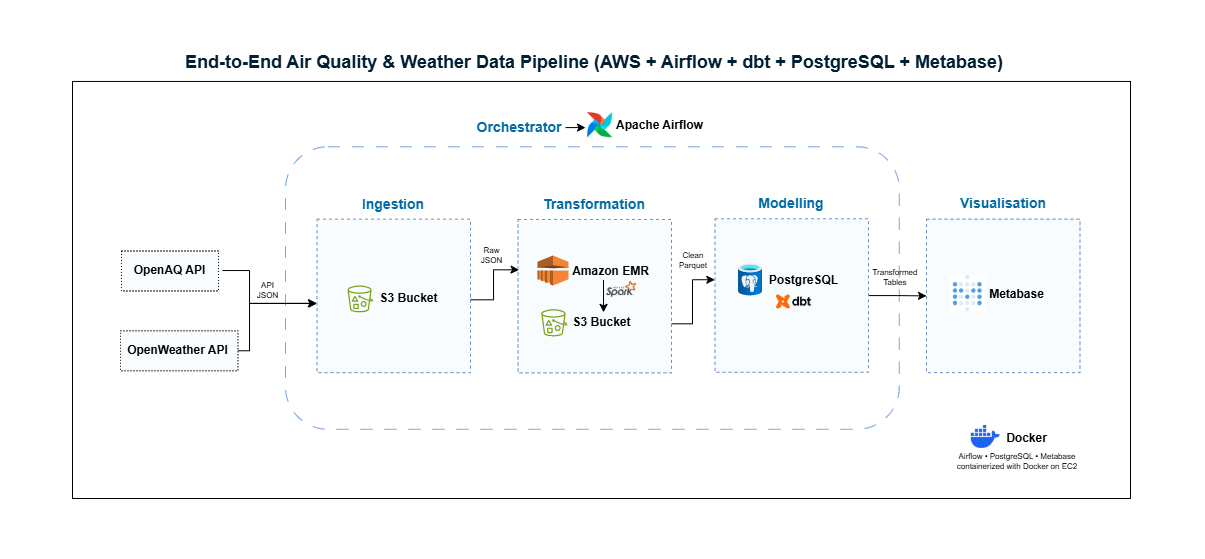 End-to-End Air Quality & Weather Data Pipeline (AWS + Airflow + dbt + PostgreSQL + Metabase)
Orchestrator
Apache Airflow
Ingestion
Transformation
Modelling
Visualisation
OpenAQ API
OpenWeather API
API
JSON
S3 Bucket
Raw
JSON
Amazon EMR
APACHE
Spark
S3 Bucket
Clean
Parquet
PostgreSQL
dbt
Transformed
Tables
Metabase
Docker
Airflow • PostgreSQL • Metabase
containerized with Docker on EC2